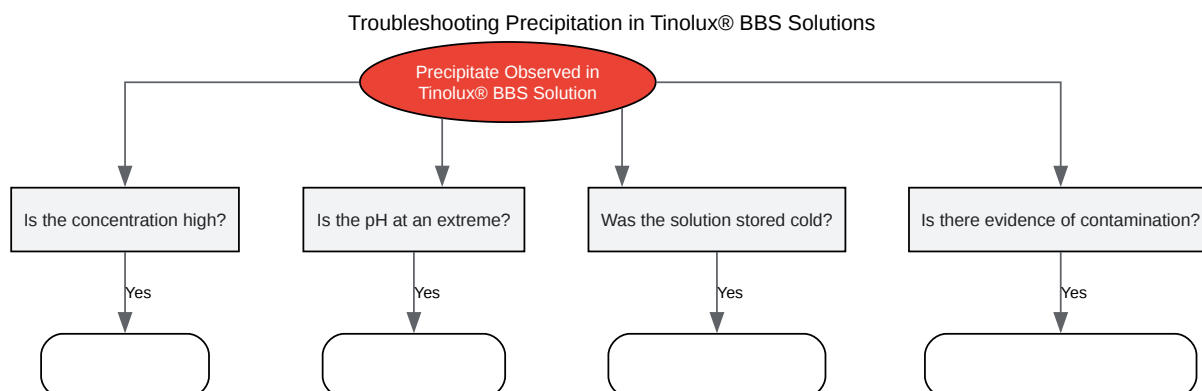 Troubleshooting Precipitation in Tinolux® BBS Solutions
Precipitate Observed in
Tinolux® BBS Solution
Is the concentration high?
Is the pH at an extreme?
Was the solution stored cold?
Is there evidence of contamination?
Yes
Yes
Yes
Yes